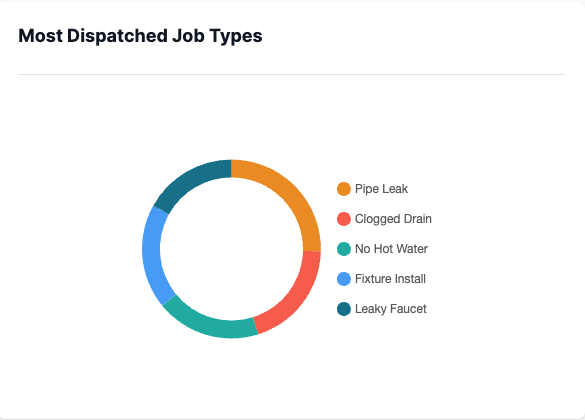 Most Dispatched Job Types
Pipe Leak
Clogged Drain
No Hot Water
Fixture Install
Leaky Faucet